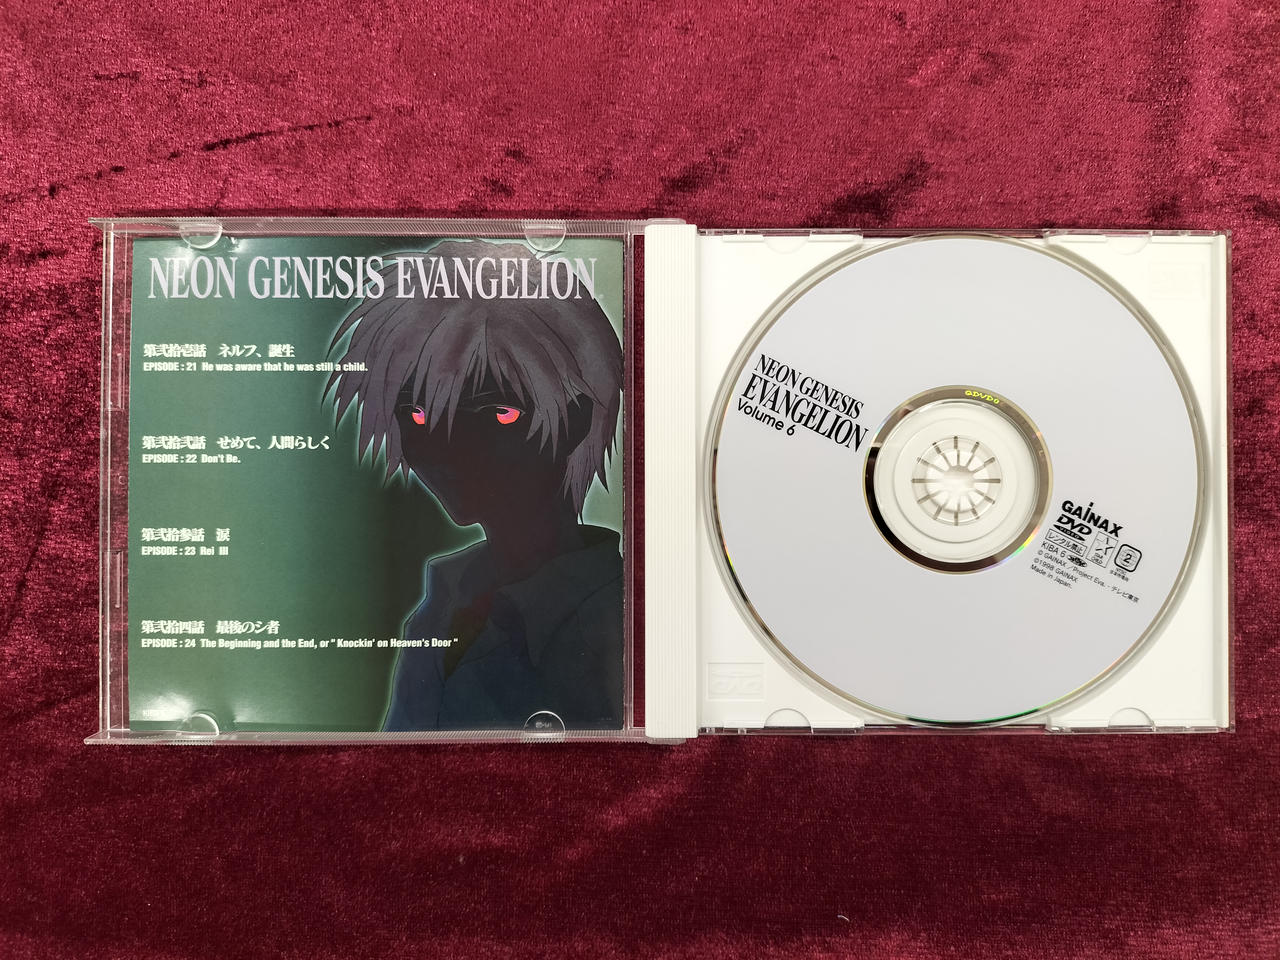 NEON GENESIS EVANGELION
第弐拾壱話 ネルフ、誕生
EPISODE : 21 He was aware that he was still a child.
第弐拾弐話 せめて、人間らしく
EPISODE : 22 Don't Be.
第弐拾参話 涙
EPISODE : 23 Rei III
第弐拾四話 最後のシ者
EPISODE : 24 The Beginning and the End, or " Knockin' on Heaven's Door "
NEON GENESIS
EVANGELION
Volume 6
GAINAX
DVD
VIDEO
レンタル禁止
2
KIBA 6
© GAINAX／Project Eva.・テレビ東京
©1998 GAINAX
Made in Japan.